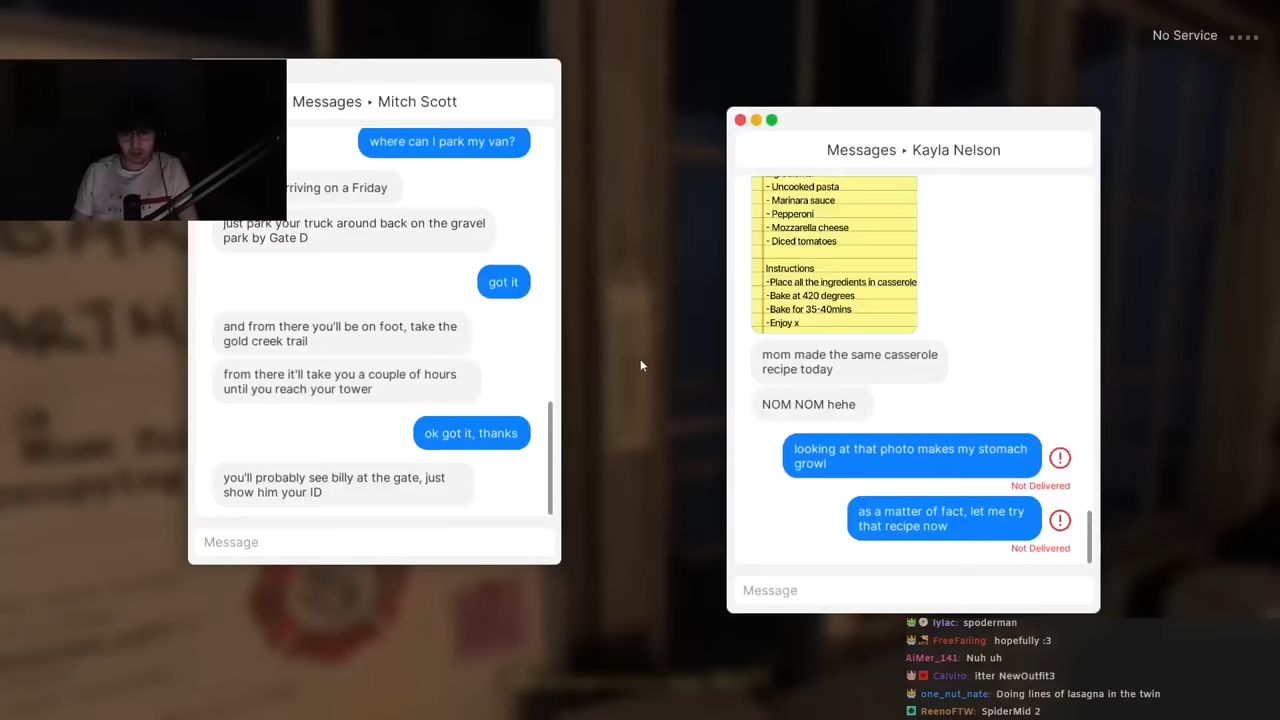 No Service
Messages ▸ Mitch Scott
where can I park my van?
rriving on a Friday
just park your truck around back on the gravel
park by Gate D
got it
and from there you'll be on foot, take the
gold creek trail
from there it'll take you a couple of hours
until you reach your tower
ok got it, thanks
you'll probably see billy at the gate, just
show him your ID
Message
Messages ▸ Kayla Nelson
- Uncooked pasta
- Marinara sauce
- Pepperoni
- Mozzarella cheese
- Diced tomatoes
Instructions
-Place all the ingredients in casserole
-Bake at 420 degrees
-Bake for 35-40mins
-Enjoy x
mom made the same casserole
recipe today
NOM NOM hehe
looking at that photo makes my stomach
growl
Not Delivered
as a matter of fact, let me try
that recipe now
Not Delivered
Message
lylac: spoderman
FreeFailing: hopefully :3
AiMer_141: Nuh uh
Calviro: itter NewOutfit3
one_nut_nate: Doing lines of lasagna in the twin
ReenoFTW: SpiderMid 2